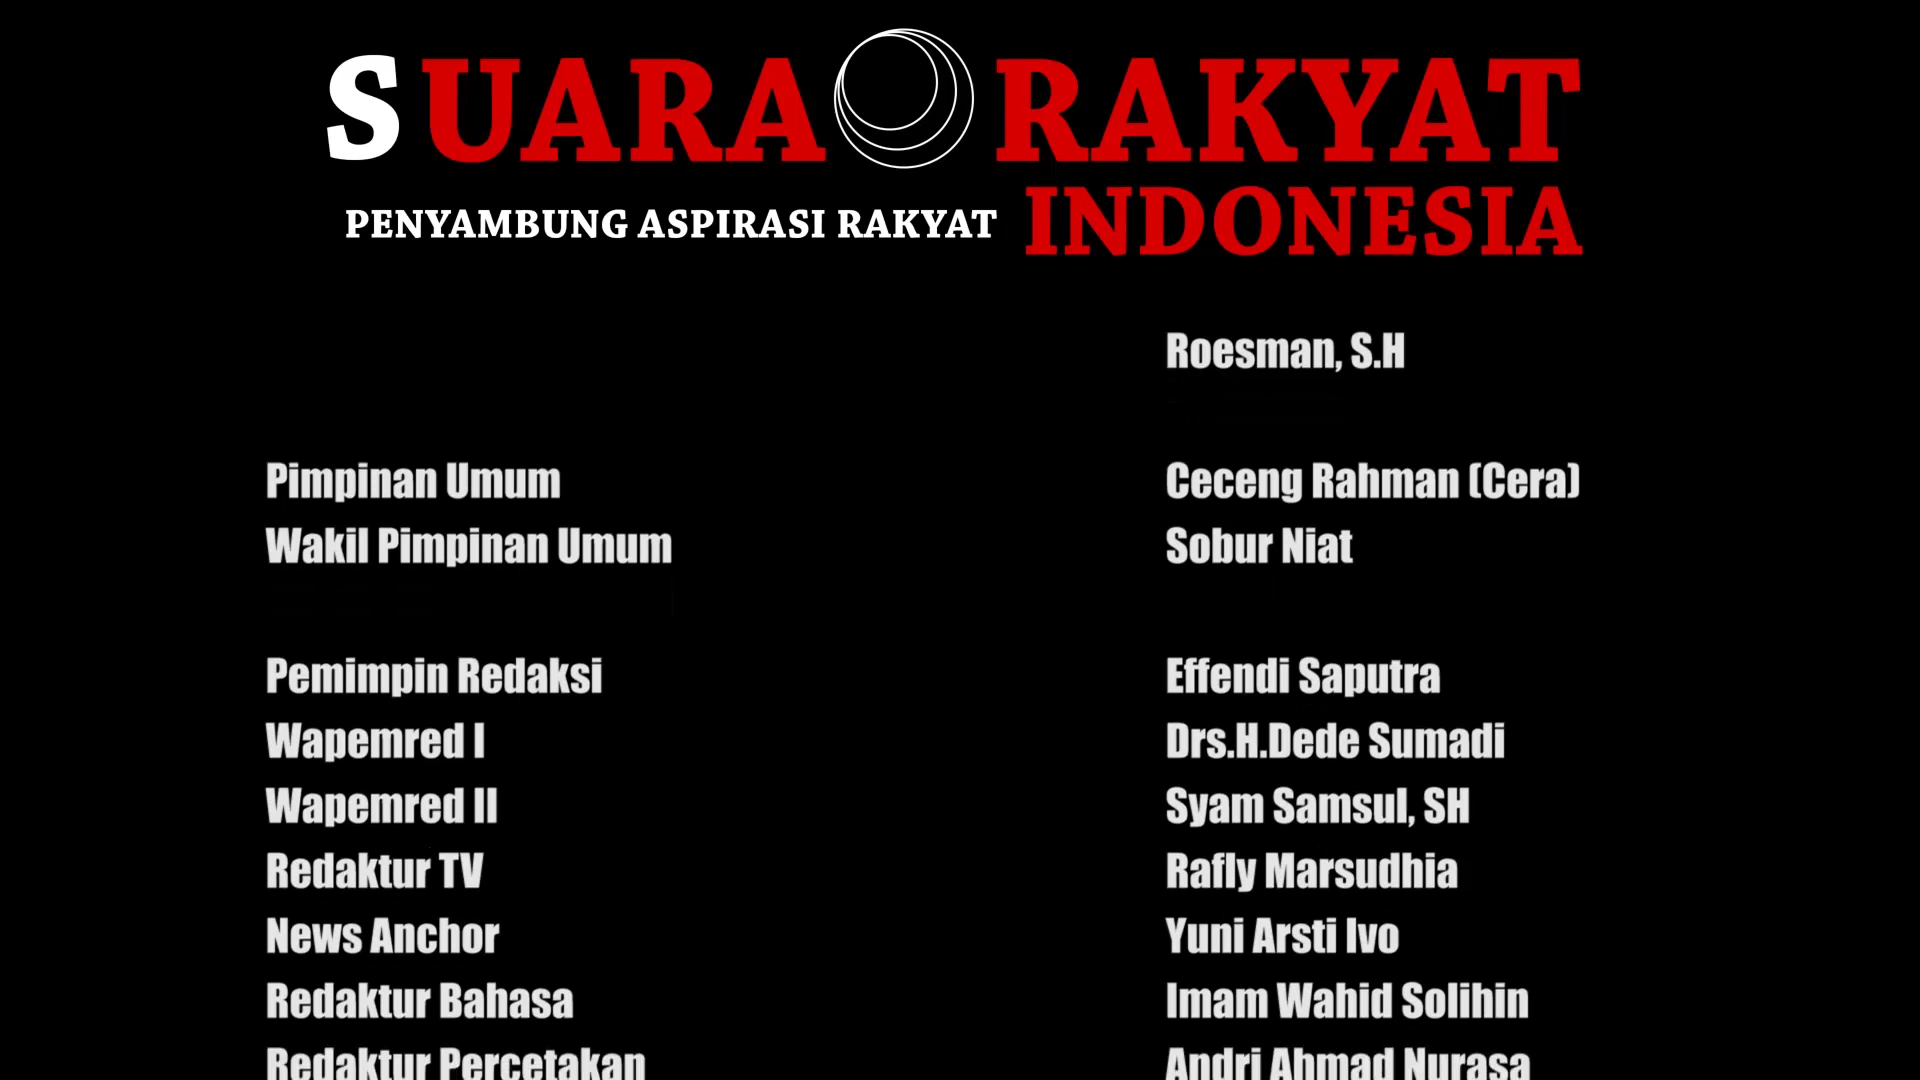 SUARA RAKYAT
PENYAMBUNG ASPIRASI RAKYAT INDONESIA
Roesman, S.H
Pimpinan Umum Ceceng Rahman (Cera)
Wakil Pimpinan Umum Sobur Niat
Pemimpin Redaksi Effendi Saputra
Wapemred I Drs.H.Dede Sumadi
Wapemred II Syam Samsul, SH
Redaktur TV Rafly Marsudhia
News Anchor Yuni Arsti Ivo
Redaktur Bahasa Imam Wahid Solihin
Redaktur Percetakan Andri Ahmad Nurasa